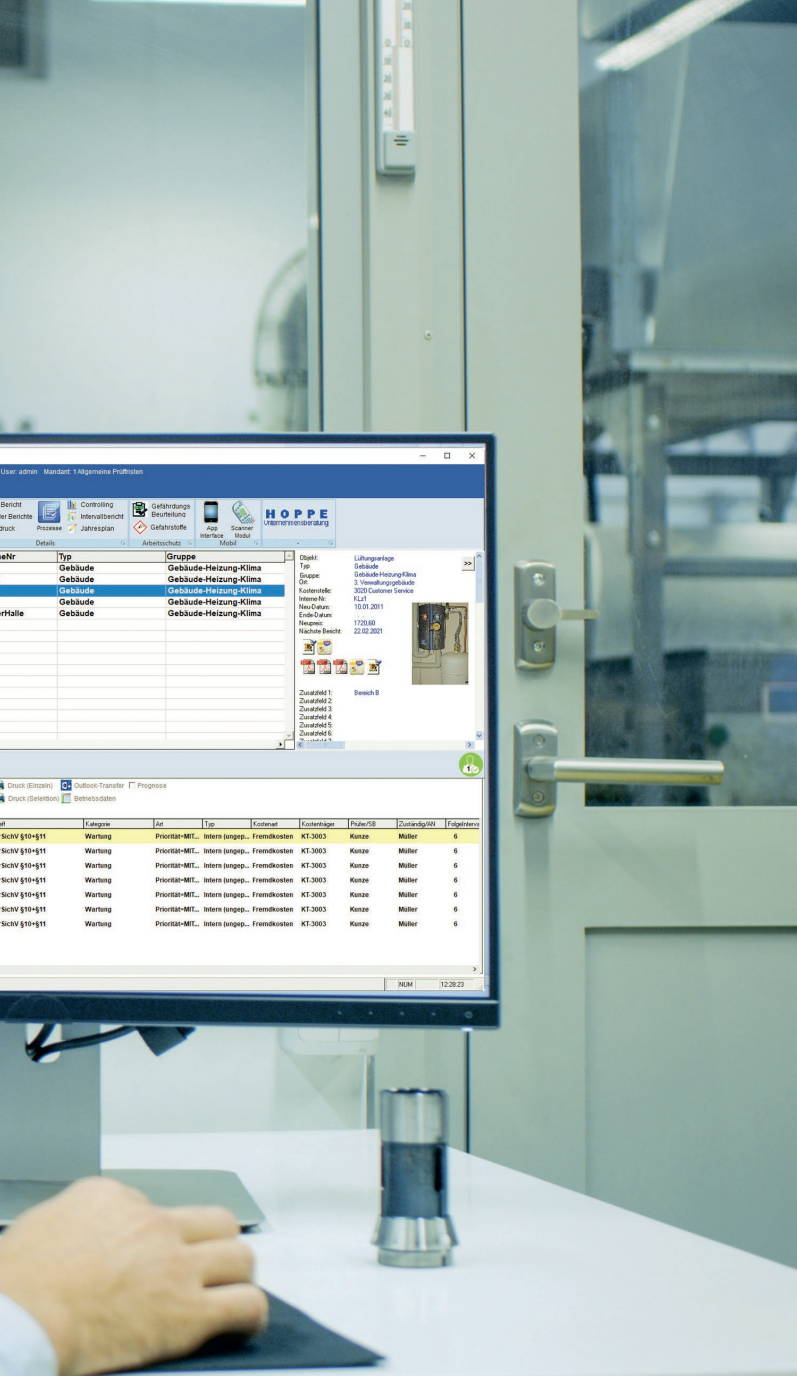 User: admin Mandant: 1 Allgemeine Prüffristen
Bericht
Controlling
Gefährdungs
Beurteilung
der Berichte
Intervallbericht
druck
Prozesse
Jahresplan
Gefahrstoffe
App
Interface
Scanner
Modul
HOPPE
Unternehmensberatung
Details
Arbeitsschutz
Mobil
neNr Typ Gruppe
Gebäude Gebäude-Heizung-Klima
Gebäude Gebäude-Heizung-Klima
Gebäude Gebäude-Heizung-Klima
Gebäude Gebäude-Heizung-Klima
erHalle Gebäude Gebäude-Heizung-Klima
Objekt: Lüftungsanlage
Typ Gebäude
>>
Gruppe: Gebäude-Heizung-Klima
Ort: 3. Verwaltungsgebäude
Kostenstelle: 3020 Customer Service
Interne-Nr: KLz1
Neu-Datum: 10.01.2011
Ende-Datum:
Neupreis: 1720,60
Nächste Bericht: 22.02.2021
Zusatzfeld 1: Bereich B
Zusatzfeld 2:
Zusatzfeld 3:
Zusatzfeld 4:
Zusatzfeld 5:
Zusatzfeld 6:
Druck (Einzeln) Outlook-Transfer Prognose
Druck (Selektion) Betriebsdaten
Kategorie Art Typ Kostenart Kostenträger Prüfer/SB Zuständig/AN FolgeInterva
SichV §10+§11 Wartung Priorität=MIT... Intern (ungep... Fremdkosten KT-3003 Kunze Müller 6
SichV §10+§11 Wartung Priorität=MIT... Intern (ungep... Fremdkosten KT-3003 Kunze Müller 6
SichV §10+§11 Wartung Priorität=MIT... Intern (ungep... Fremdkosten KT-3003 Kunze Müller 6
SichV §10+§11 Wartung Priorität=MIT... Intern (ungep... Fremdkosten KT-3003 Kunze Müller 6
SichV §10+§11 Wartung Priorität=MIT... Intern (ungep... Fremdkosten KT-3003 Kunze Müller 6
SichV §10+§11 Wartung Priorität=MIT... Intern (ungep... Fremdkosten KT-3003 Kunze Müller 6
SichV §10+§11 Wartung Priorität=MIT... Intern (ungep... Fremdkosten KT-3003 Kunze Müller 6
NUM 12:28:23